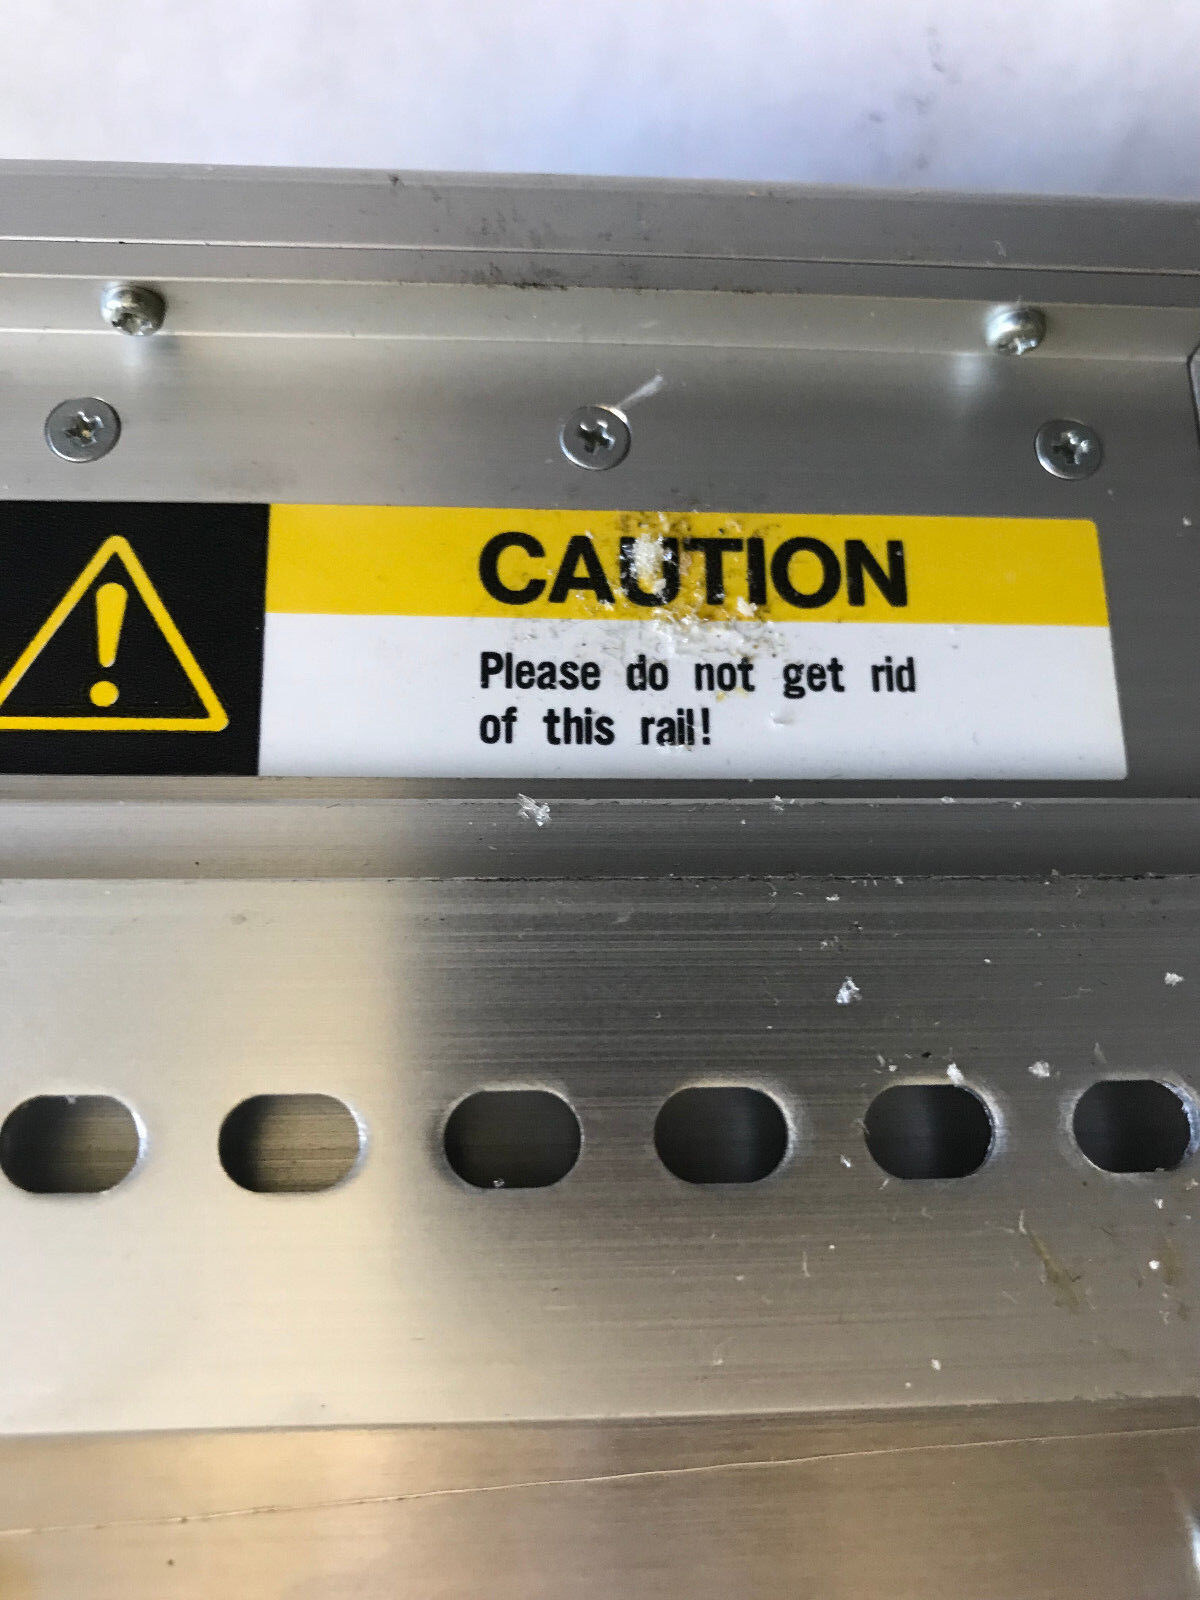 CAUTION
Please do not get rid
of this rail!